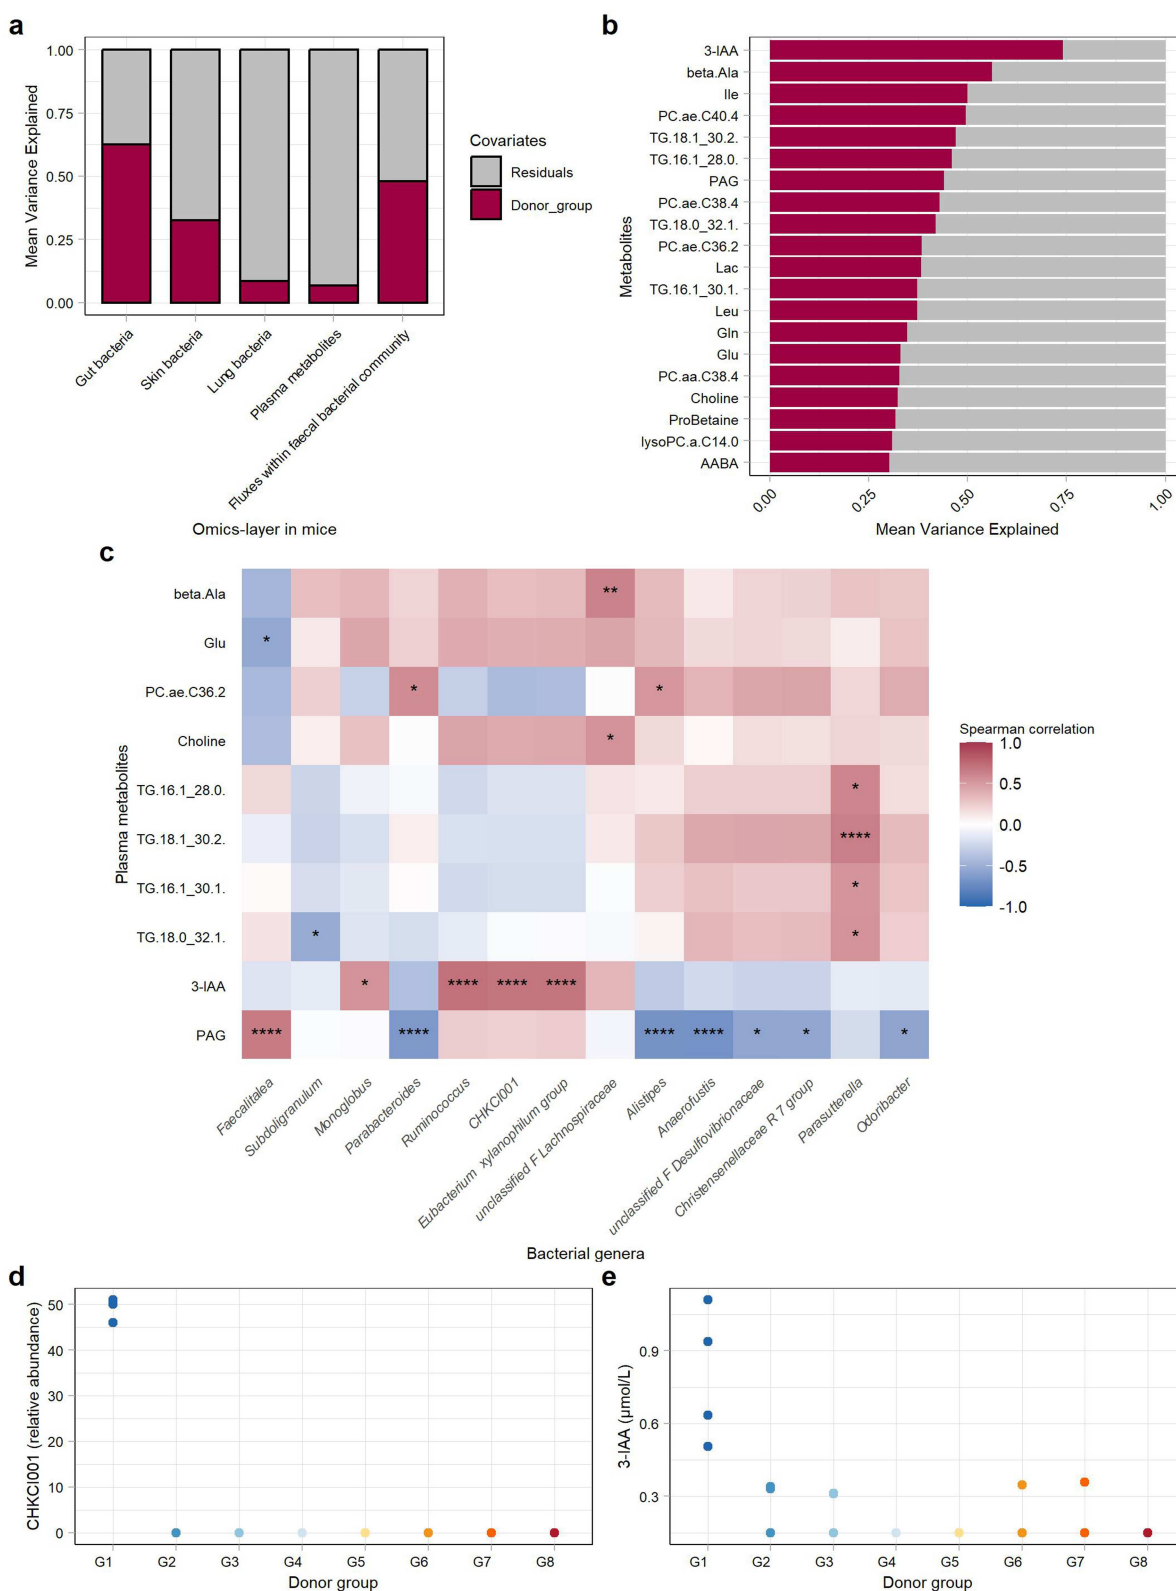 a
1.00
0.75
0.50
0.25
0.00
Mean Variance Explained
Gut bacteria
Skin bacteria
Lung bacteria
Plasma metabolites
Fluxes within faecal bacterial community
Omics-layer in mice
Covariates
Residuals
Donor_group
b
3-IAA
beta.Ala
Ile
PC.ae.C40.4
TG.18.1_30.2.
TG.16.1_28.0.
PAG
PC.ae.C38.4
TG.18.0_32.1.
PC.ae.C36.2
Lac
TG.16.1_30.1.
Leu
Gln
Glu
PC.aa.C38.4
Choline
ProBetaine
lysoPC.a.C14.0
AABA
Metabolites
0.00
0.25
0.50
0.75
1.00
Mean Variance Explained
c
beta.Ala
**
Glu
*
PC.ae.C36.2
* *
Choline
*
TG.16.1_28.0.
*
TG.18.1_30.2.
****
TG.16.1_30.1.
*
TG.18.0_32.1.
* *
3-IAA
* **** **** ****
PAG
**** **** **** **** * * *
Plasma metabolites
Faecalitalea
Subdoligranulum
Monoglobus
Parabacteroides
Ruminococcus
CHKCI001
Eubacterium xylanophilum group
unclassified F Lachnospiraceae
Alistipes
Anaerofustis
unclassified F Desulfovibrionaceae
Christensenellaceae R 7 group
Parasutterella
Odoribacter
Bacterial genera
Spearman correlation
1.0
0.5
0.0
-0.5
-1.0
d
50
40
30
20
10
0
CHKCI001 (relative abundance)
G1 G2 G3 G4 G5 G6 G7 G8
Donor group
e
0.9
0.6
0.3
3-IAA (μmol/L)
G1 G2 G3 G4 G5 G6 G7 G8
Donor group